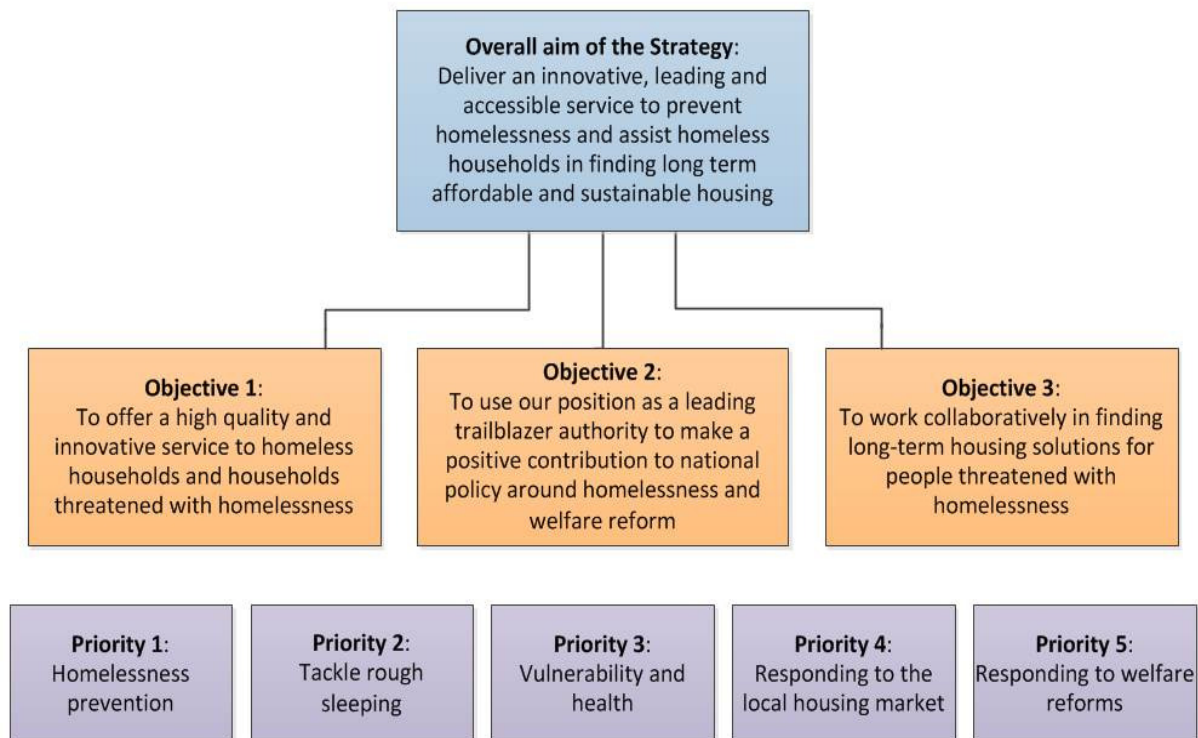 Overall aim of the Strategy:
Deliver an innovative, leading and
accessible service to prevent
homelessness and assist homeless
households in finding long term
affordable and sustainable housing
Objective 1:
To offer a high quality and
innovative service to homeless
households and households
threatened with homelessness
Objective 2:
To use our position as a leading
trailblazer authority to make a
positive contribution to national
policy around homelessness and
welfare reform
Objective 3:
To work collaboratively in finding
long-term housing solutions for
people threatened with
homelessness
Priority 1:
Homelessness
prevention
Priority 2:
Tackle rough
sleeping
Priority 3:
Vulnerability and
health
Priority 4:
Responding to the
local housing market
Priority 5:
Responding to welfare
reforms